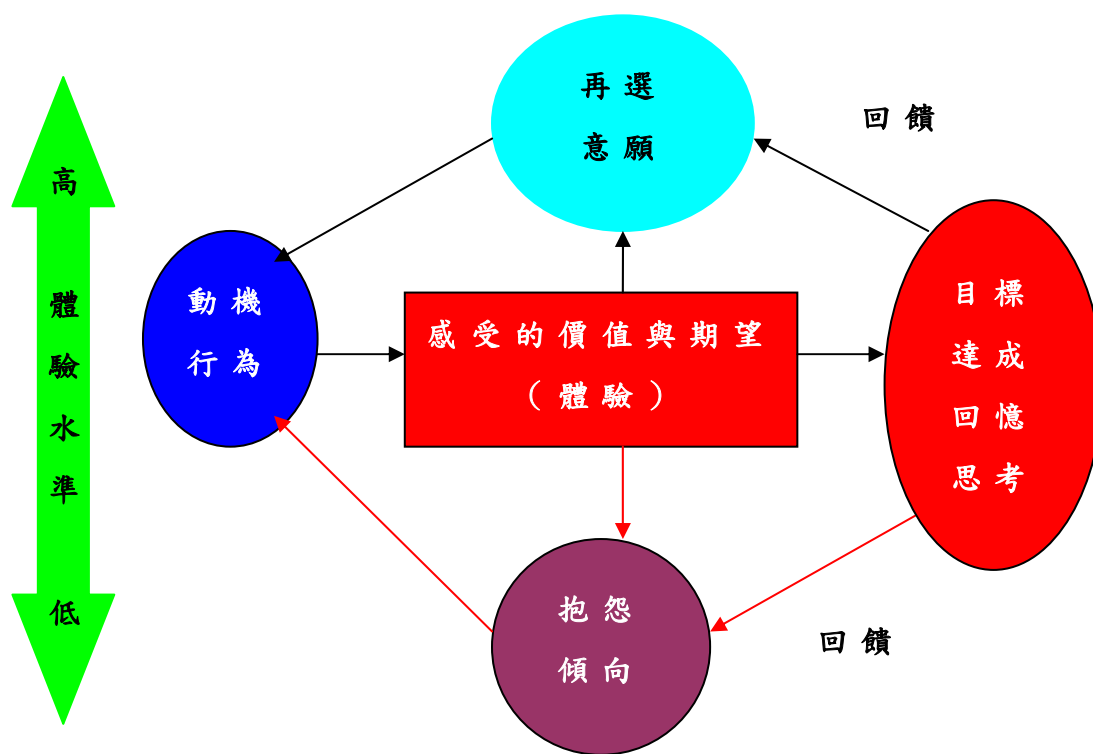 再選
意願
回饋
高
體
驗
水
準
低
動機
行為
感受的價值與期望
（體驗）
目標
達成
回憶
思考
抱怨
傾向
回饋